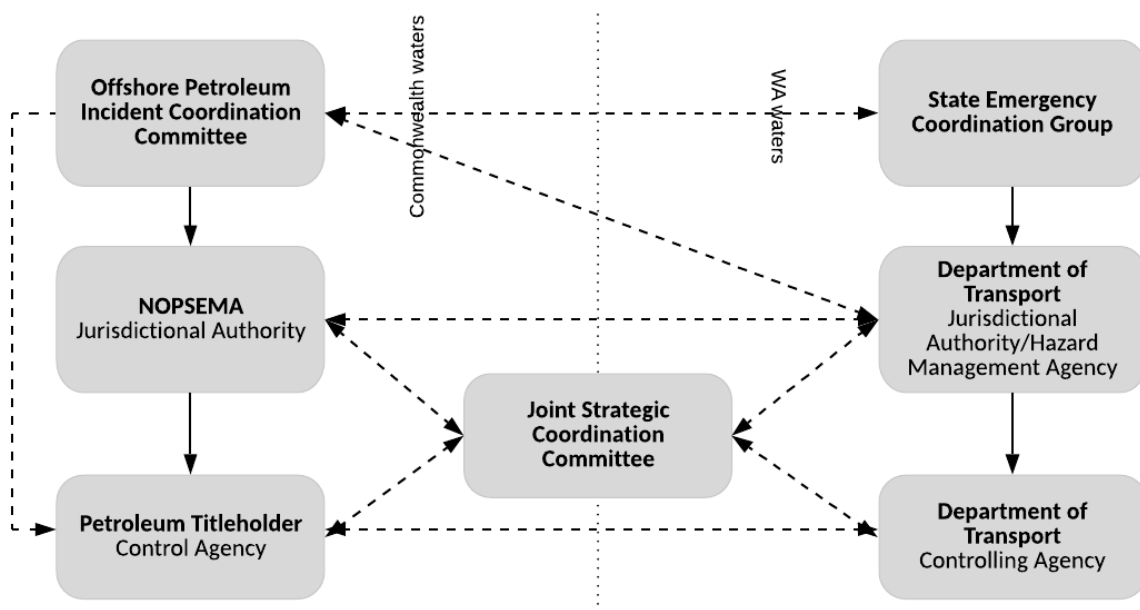 Offshore Petroleum
Incident Coordination
Committee
Commonwealth waters
WA waters
State Emergency
Coordination Group
NOPSEMA
Jurisdictional Authority
Department of
Transport
Jurisdictional
Authority/Hazard
Management Agency
Joint Strategic
Coordination
Committee
Petroleum Titleholder
Control Agency
Department of
Transport
Controlling Agency